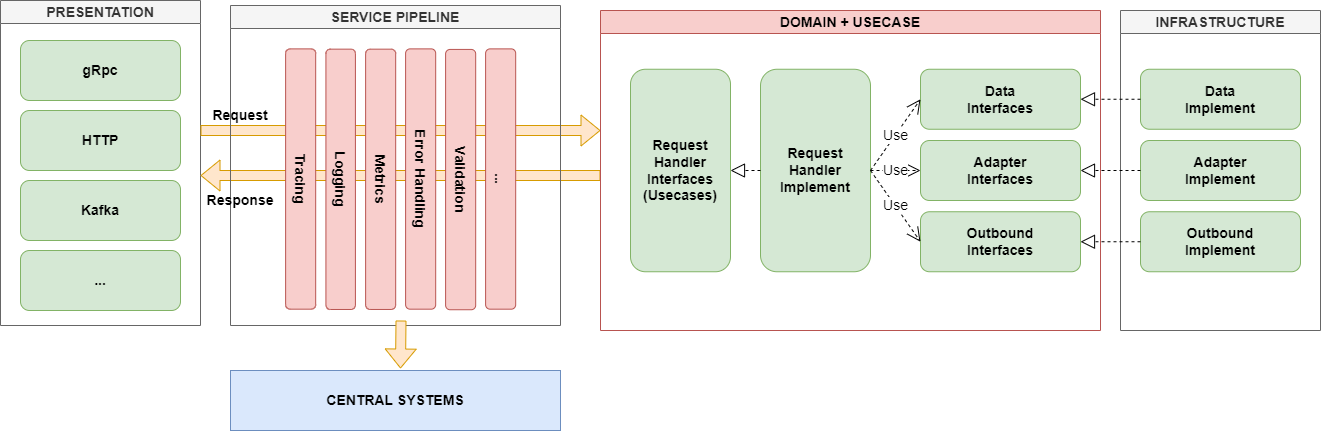 PRESENTATION
gRpc
HTTP
Kafka
...
SERVICE PIPELINE
Request
Response
Tracing
Logging
Metrics
Error Handling
Validation
...
CENTRAL SYSTEMS
DOMAIN + USECASE
Request
Handler
Interfaces
(Usecases)
Request
Handler
Implement
Use
Use
Use
Data
Interfaces
Adapter
Interfaces
Outbound
Interfaces
INFRASTRUCTURE
Data
Implement
Adapter
Implement
Outbound
Implement